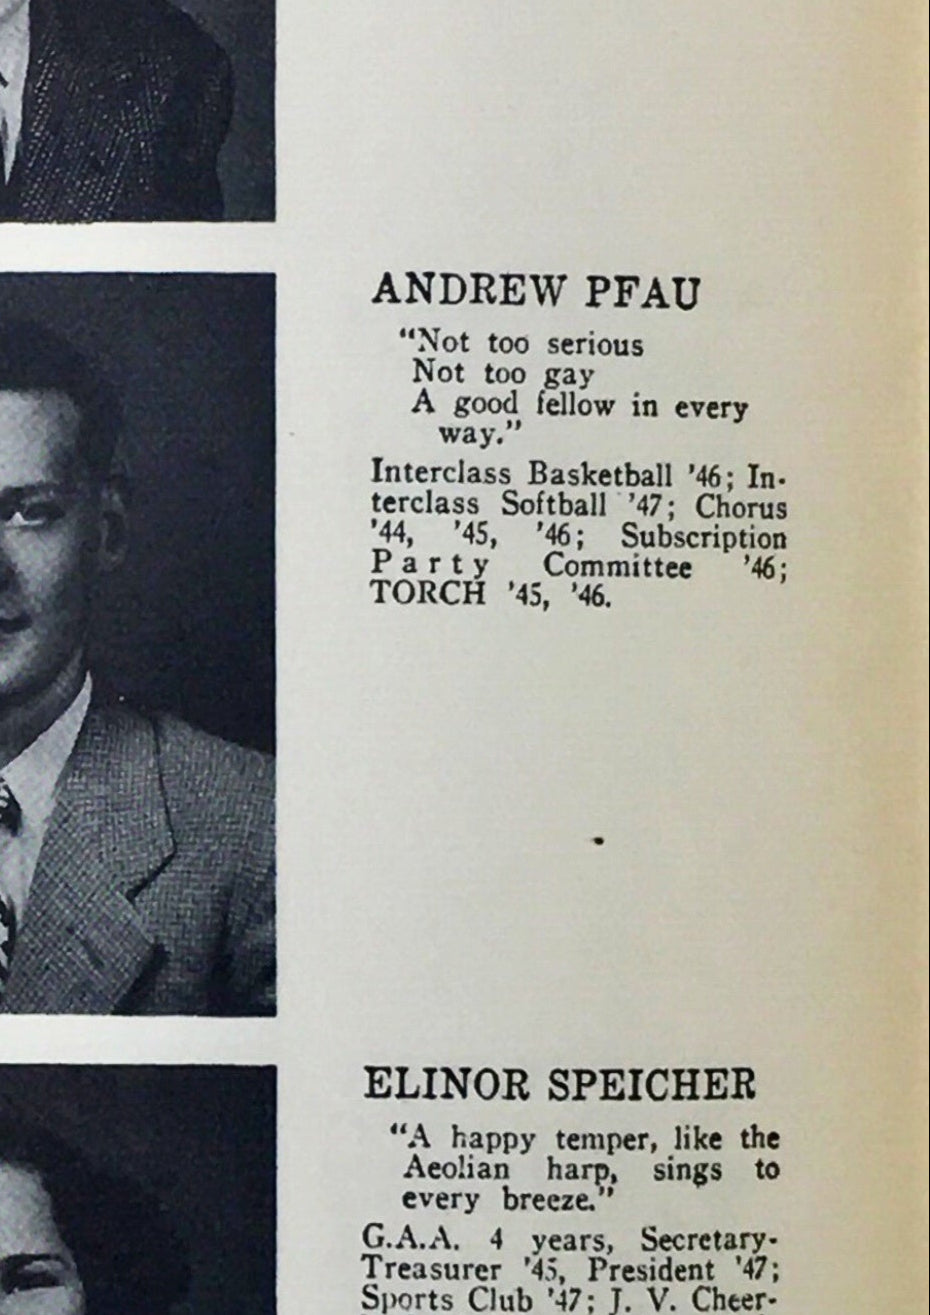 ANDREW PFAU
"Not too serious
Not too gay
A good fellow in every
way."
Interclass Basketball '46; In-
terclass Softball '47; Chorus
'44, '45, '46; Subscription
Party Committee '46;
TORCH '45, '46.
ELINOR SPEICHER
"A happy temper, like the
Aeolian harp, sings to
every breeze."
G.A.A. 4 years, Secretary-
Treasurer '45, President '47;
Sports Club '47; J. V. Cheer-